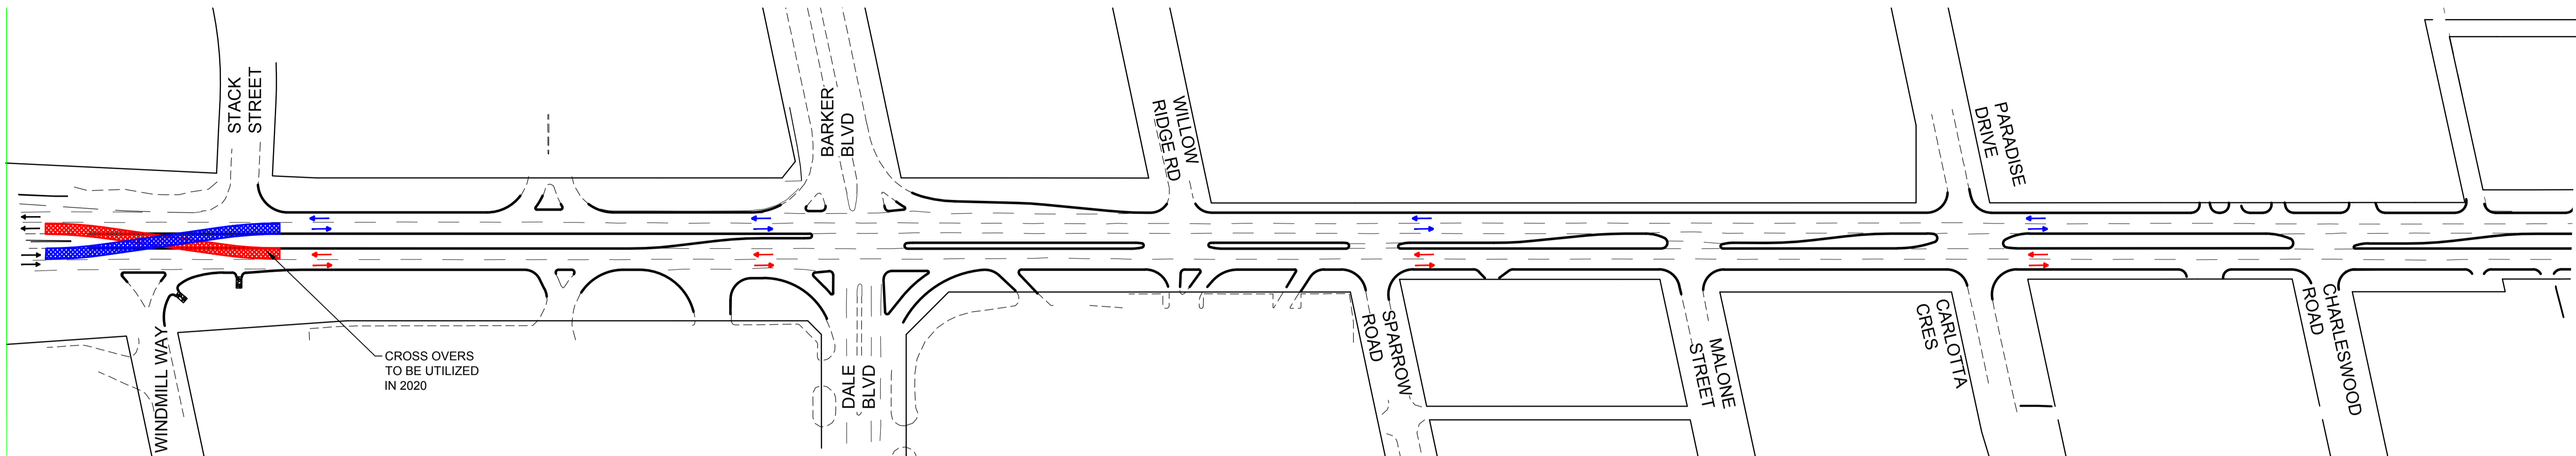 STACK
STREET
BARKER
BLVD
WILLOW
RIDGE RD
PARADISE
DRIVE
WINDMILL WAY
CROSS OVERS
TO BE UTILIZED
IN 2020
DALE
BLVD
SPARROW
ROAD
MALONE
STREET
CARLOTTA
CRES
CHARLESWOOD
ROAD